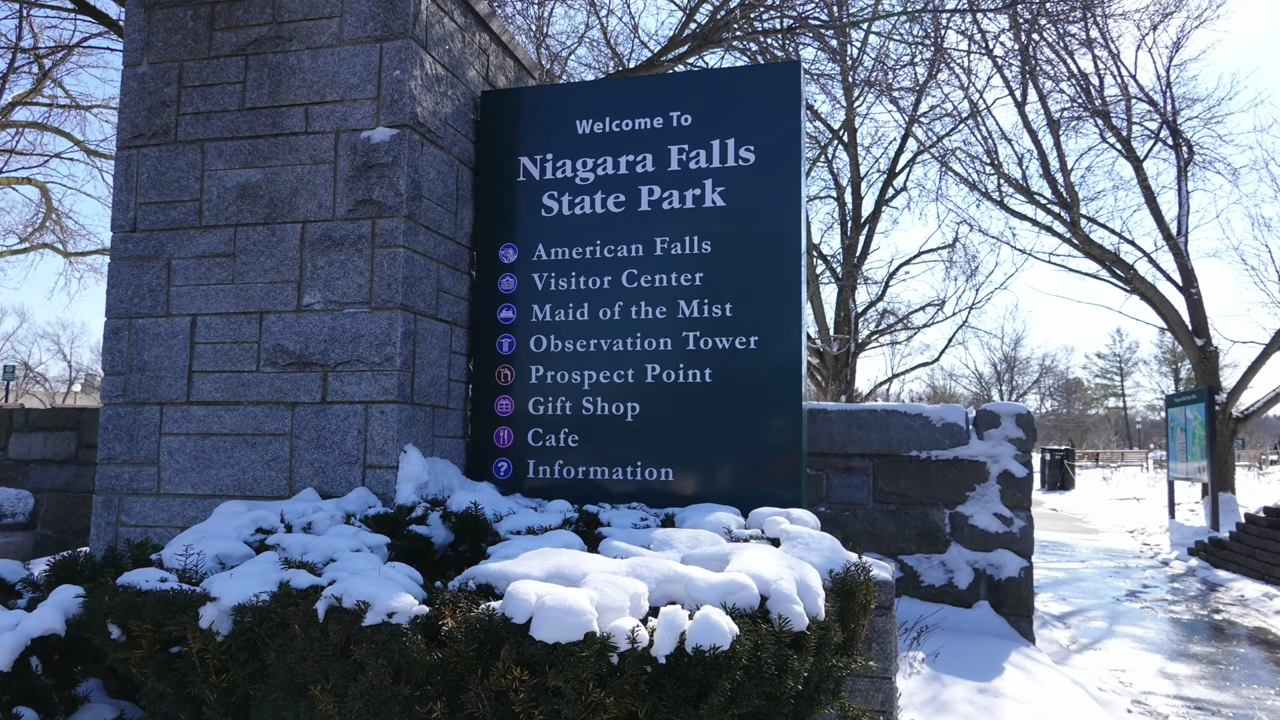 Welcome To
Niagara Falls
State Park
American Falls
Visitor Center
Maid of the Mist
Observation Tower
Prospect Point
Gift Shop
Cafe
? Information